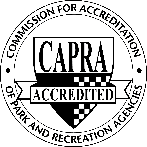 COMMISSION FOR ACCREDITATION
CAPRA
ACCREDITED
OF PARK AND RECREATION AGENCIES